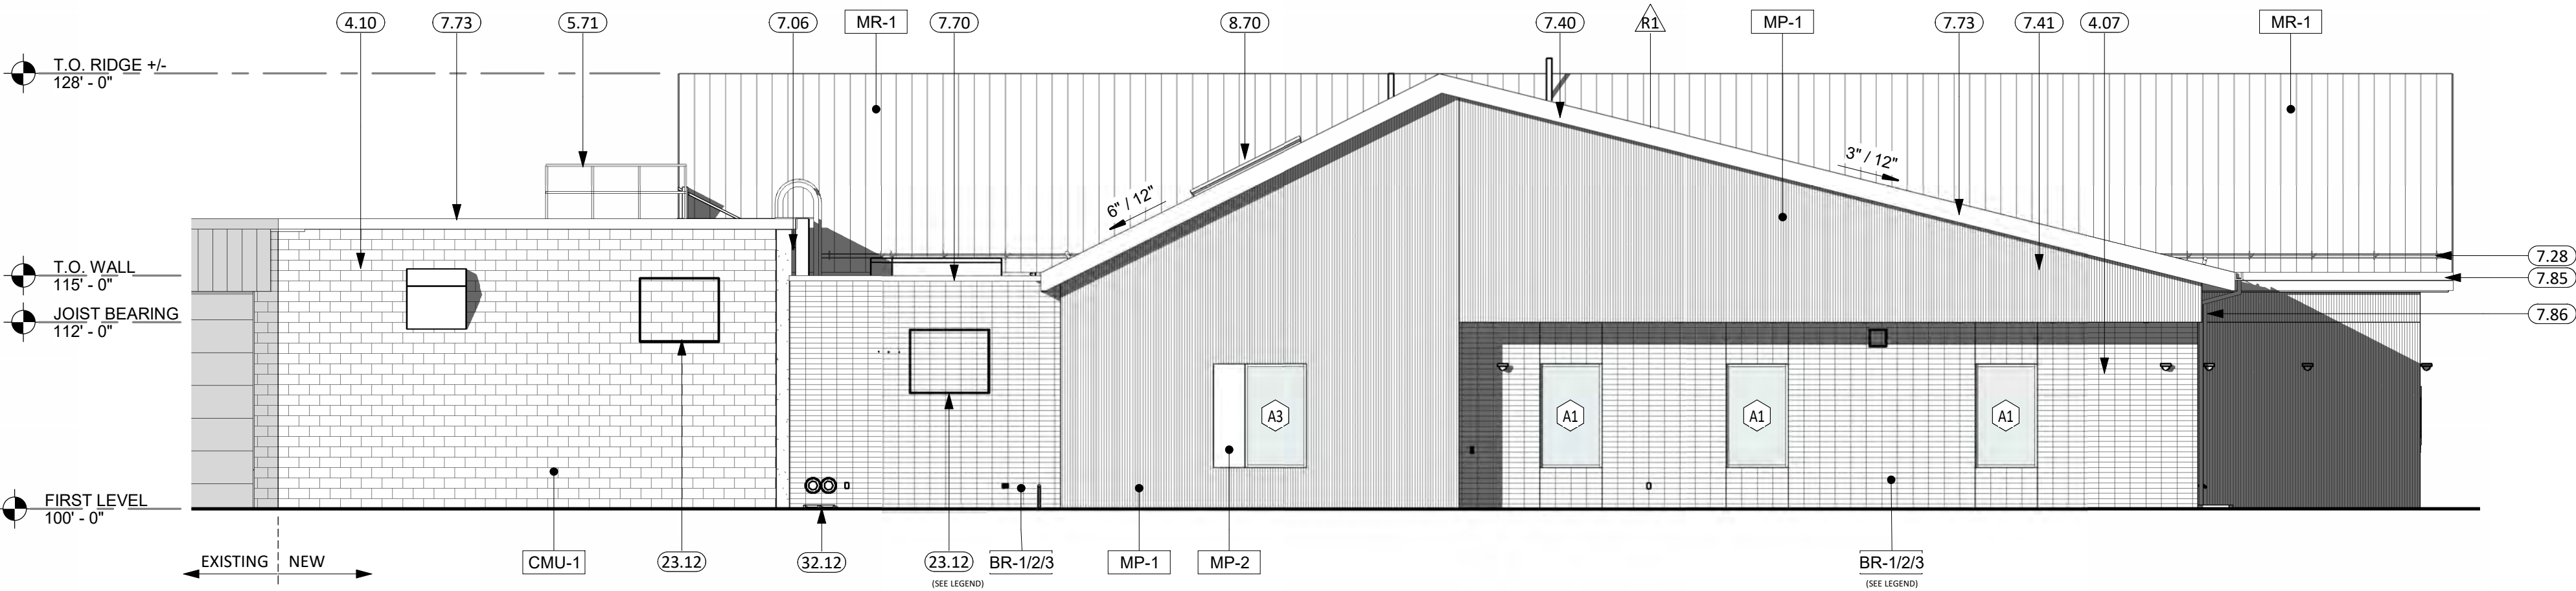 4.10
7.73
5.71
7.06
MR-1
7.70
8.70
7.40
R1
MP-1
7.73
7.41
4.07
MR-1
T.O. RIDGE +/-
128' - 0"
3" / 12"
6" / 12"
T.O. WALL
115' - 0"
7.28
7.85
JOIST BEARING
112' - 0"
7.86
A3
A1
A1
A1
FIRST LEVEL
100' - 0"
EXISTING
NEW
CMU-1
23.12
32.12
23.12
(SEE LEGEND)
BR-1/2/3
MP-1
MP-2
BR-1/2/3
(SEE LEGEND)